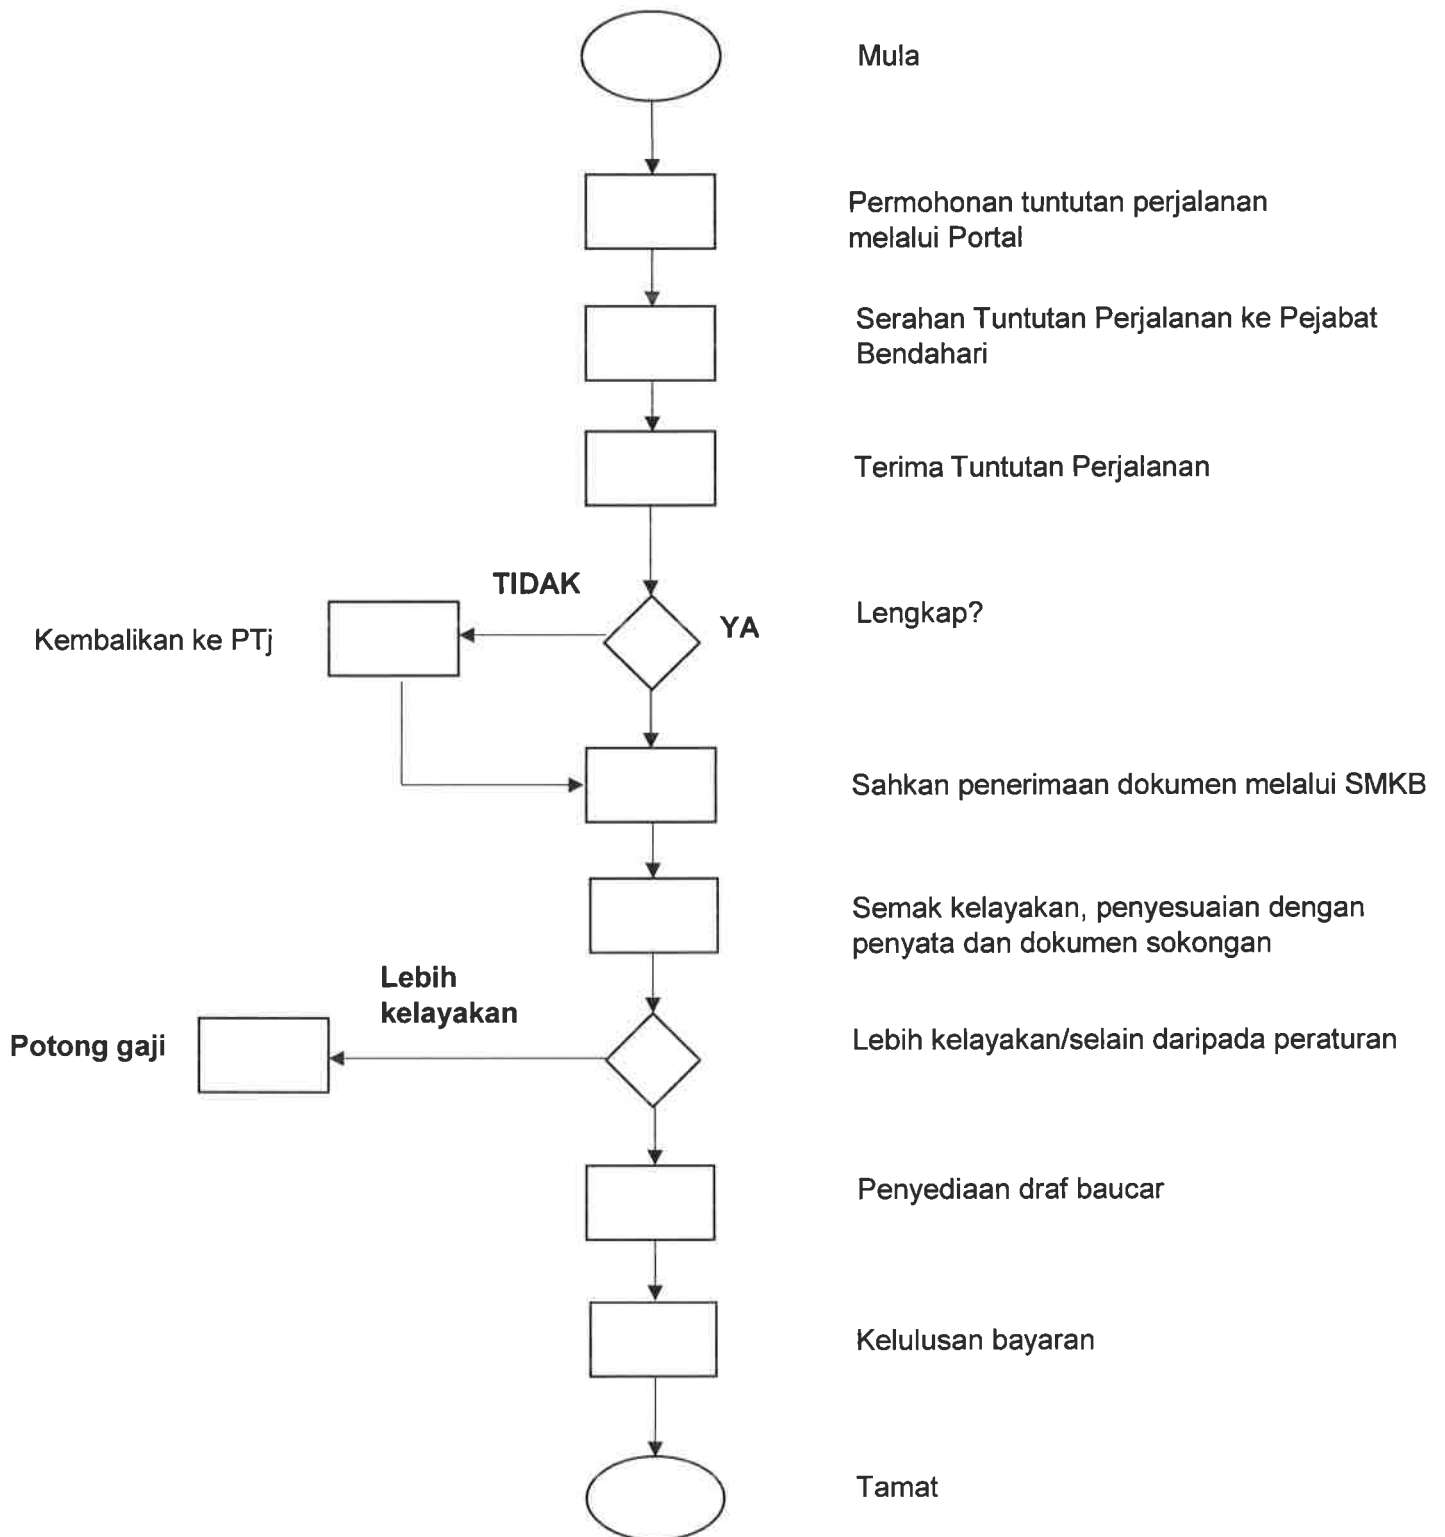 Mula
Permohonan tuntutan perjalanan
melalui Portal
Serahan Tuntutan Perjalanan ke Pejabat
Bendahari
Terima Tuntutan Perjalanan
TIDAK
Lengkap?
YA
Kembalikan ke PTj
Sahkan penerimaan dokumen melalui SMKB
Semak kelayakan, penyesuaian dengan
penyata dan dokumen sokongan
Lebih
kelayakan
Potong gaji
Lebih kelayakan/selain daripada peraturan
Penyediaan draf baucar
Kelulusan bayaran
Tamat